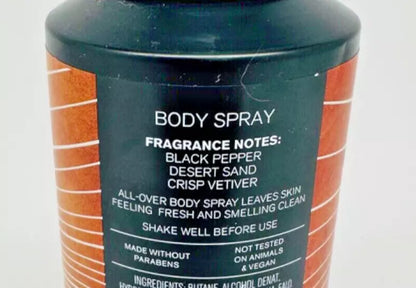 BODY SPRAY
FRAGRANCE NOTES:
BLACK PEPPER
DESERT SAND
CRISP VETIVER
ALL-OVER BODY SPRAY LEAVES SKIN
FEELING FRESH AND SMELLING CLEAN
SHAKE WELL BEFORE USE
MADE WITHOUT
PARABENS
NOT TESTED
ON ANIMALS
& VEGAN
INGREDIENTS: BUTANE, ALCOHOL DENAT.